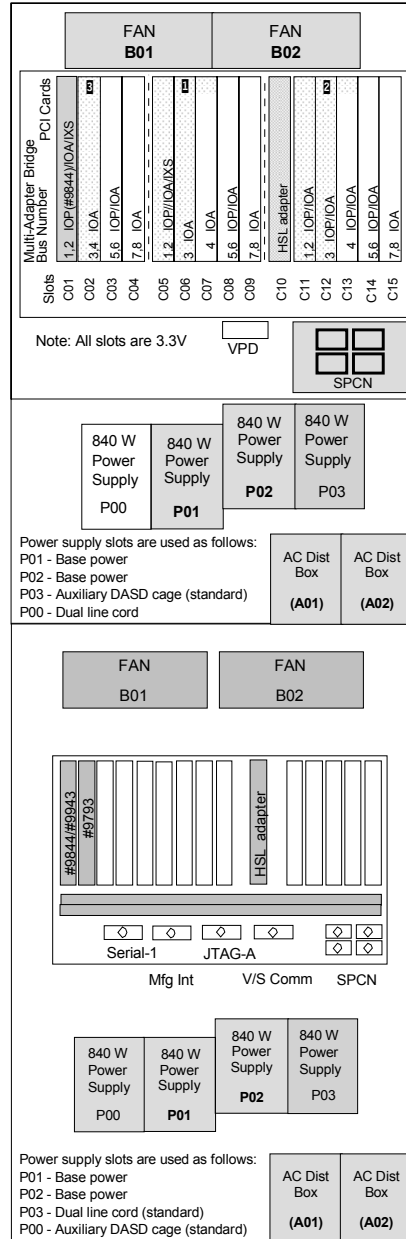 FAN
B01
FAN
B02
Multi-Adapter Bridge
Bus Number
PCI Cards
1,2 IOP(#9844)/IOA/IXS
3,4 IOA
3
5,6 IOP/IOA
7,8 IOA
1,2 IOP/IOA/IXS
3 IOA
1
4 IOA
5,6 IOP/IOA
7,8 IOA
HSL adapter
1,2 IOP/IOA
3 IOP/IOA
2
4 IOA
5,6 IOP/IOA
7,8 IOA
Slots
C01
C02
C03
C04
C05
C06
C07
C08
C09
C10
C11
C12
C13
C14
C15
Note: All slots are 3.3V
VPD
SPCN
840 W
Power
Supply
P00
840 W
Power
Supply
P01
840 W
Power
Supply
P02
840 W
Power
Supply
P03
Power supply slots are used as follows:
P01 - Base power
P02 - Base power
P03 - Auxiliary DASD cage (standard)
P00 - Dual line cord
AC Dist
Box
(A01)
AC Dist
Box
(A02)
FAN
B01
FAN
B02
#9844/#9943
#9793
HSL adapter
Serial-1
JTAG-A
Mfg Int
V/S Comm
SPCN
840 W
Power
Supply
P00
840 W
Power
Supply
P01
840 W
Power
Supply
P02
840 W
Power
Supply
P03
Power supply slots are used as follows:
P01 - Base power
P02 - Base power
P03 - Dual line cord (standard)
P00 - Auxiliary DASD cage (standard)
AC Dist
Box
(A01)
AC Dist
Box
(A02)